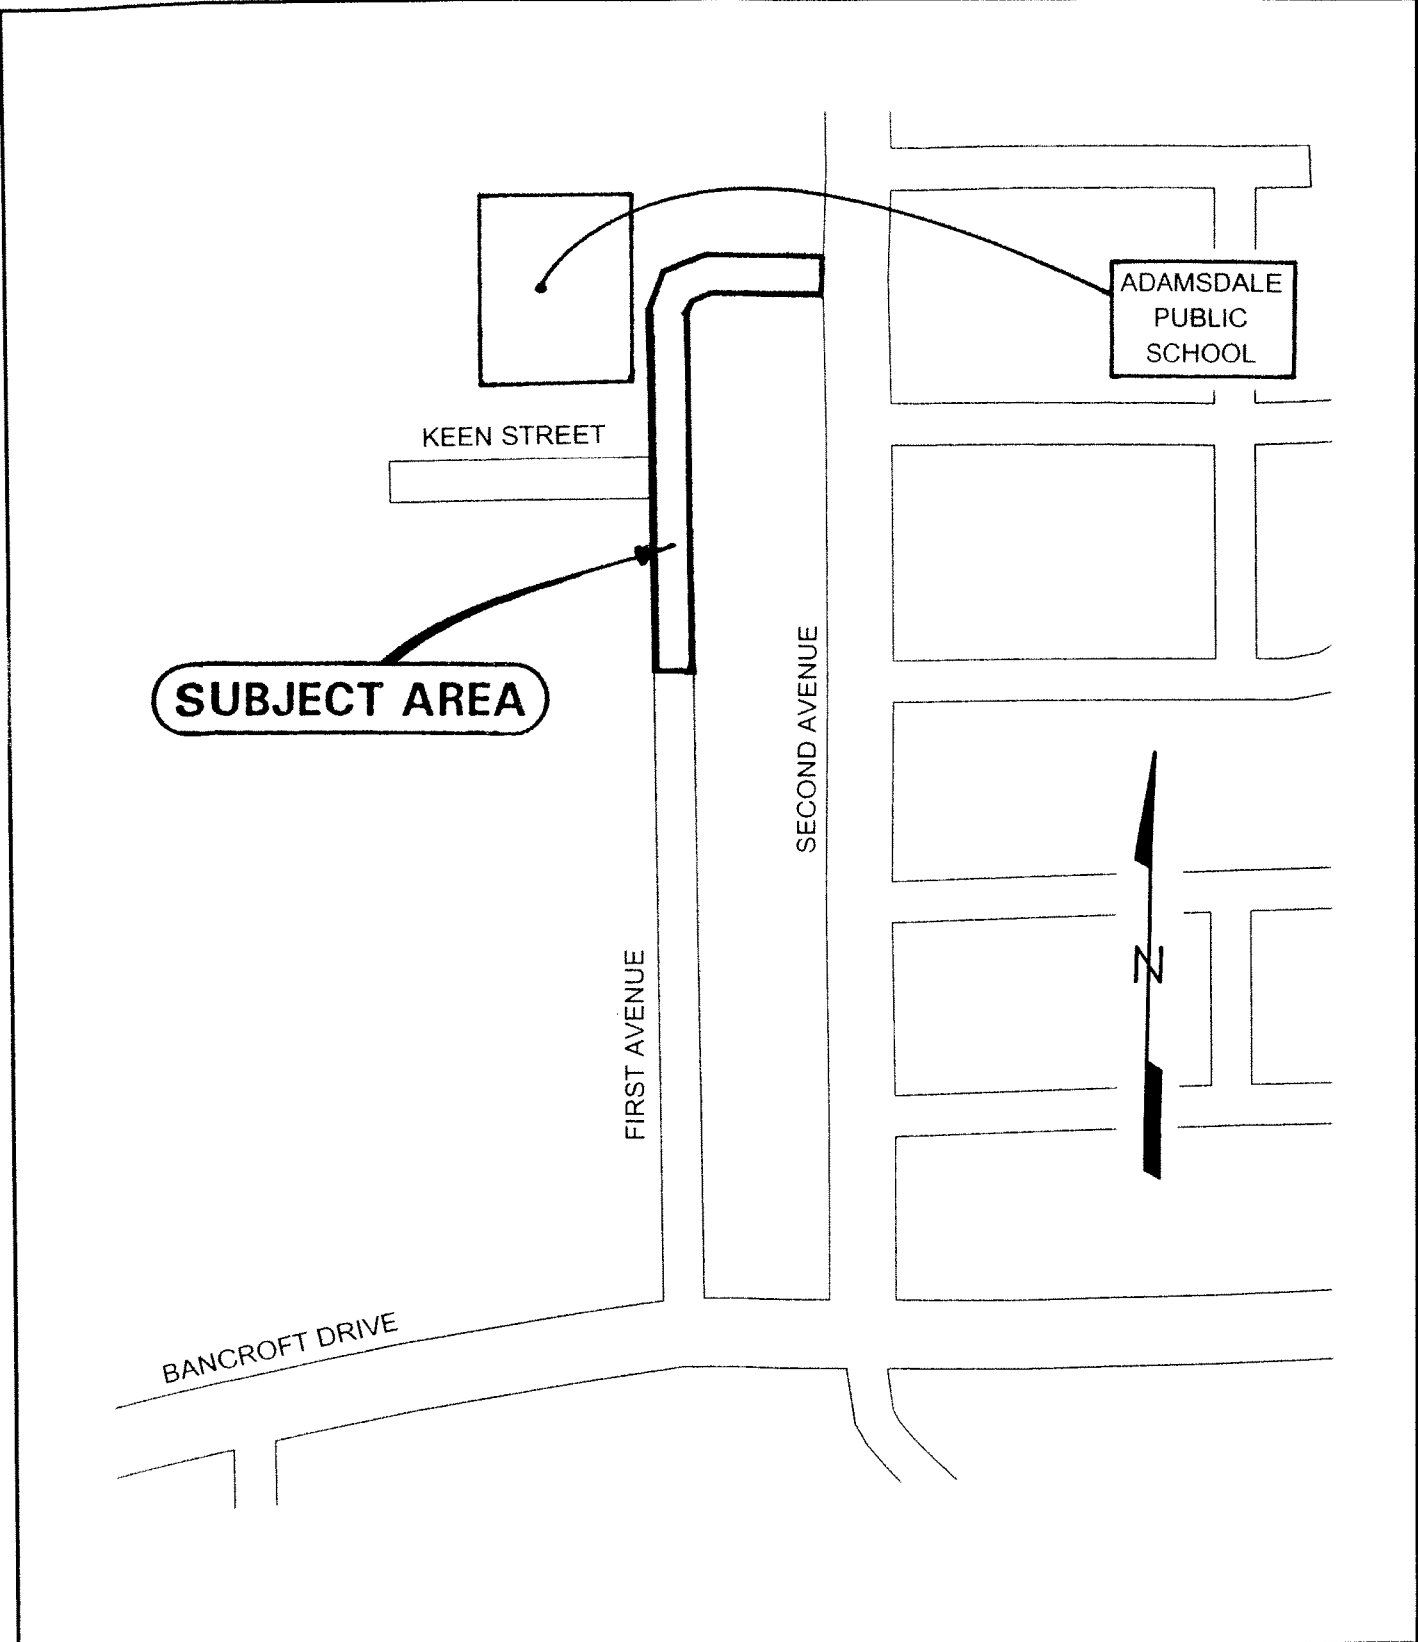 ADAMSDALE
PUBLIC
SCHOOL
KEEN STREET
SUBJECT AREA
SECOND AVENUE
N
FIRST AVENUE
BANCROFT DRIVE